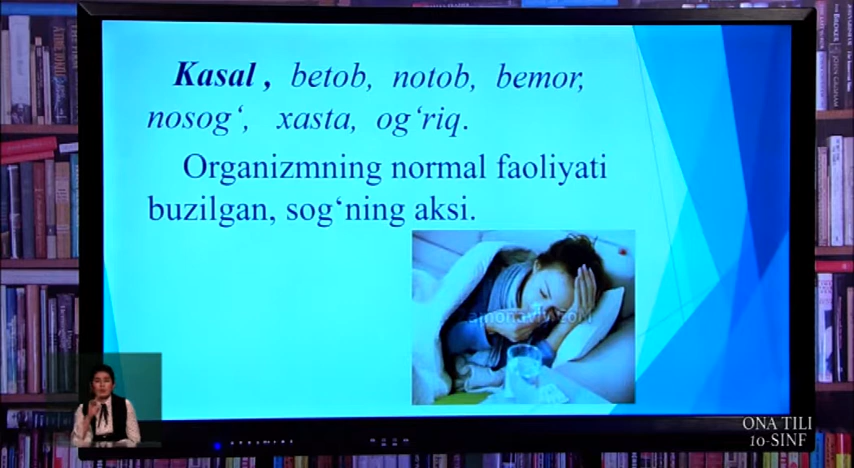 Kasal , betob, notob, bemor,
nosog‘, xasta, og‘riq.
Organizmning normal faoliyati
buzilgan, sog‘ning aksi.
ONA TILI
10-SINF